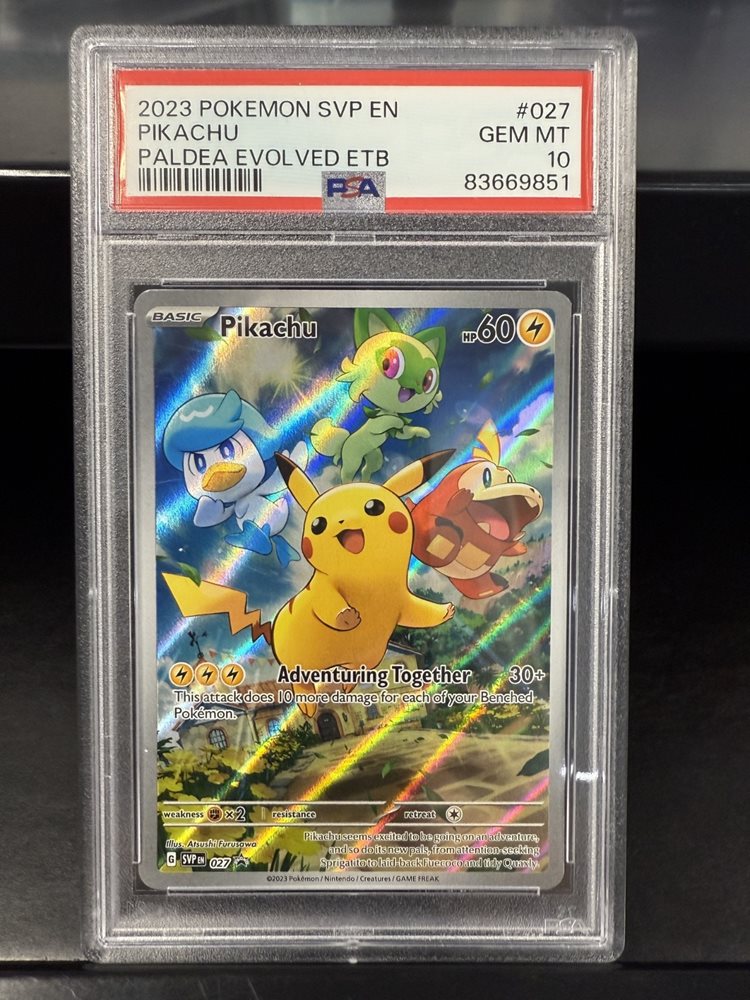 2023 POKEMON SVP EN #027
PIKACHU GEM MT
PALDEA EVOLVED ETB 10
83669851
PSA
BASIC Pikachu HP60
Adventuring Together 30+
This attack does 10 more damage for each of your Benched
Pokémon.
weakness ×2 resistance retreat
Illus. Atsushi Furusawa
Pikachu seems excited to be going on an adventure,
and so do its new pals, from attention-seeking
Sprigatito to laid-back Fuecoco and tidy Quaxly.
G SVP EN 027
©2023 Pokémon / Nintendo / Creatures / GAME FREAK
PSA